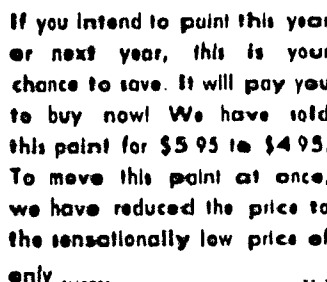 If you intend to paint this year
or next year, this is your
chance to save. It will pay you
to buy now! We have sold
this paint for $5 95 to $4 95.
To move this paint at once,
we have reduced the price to
the sensationally low price of
only